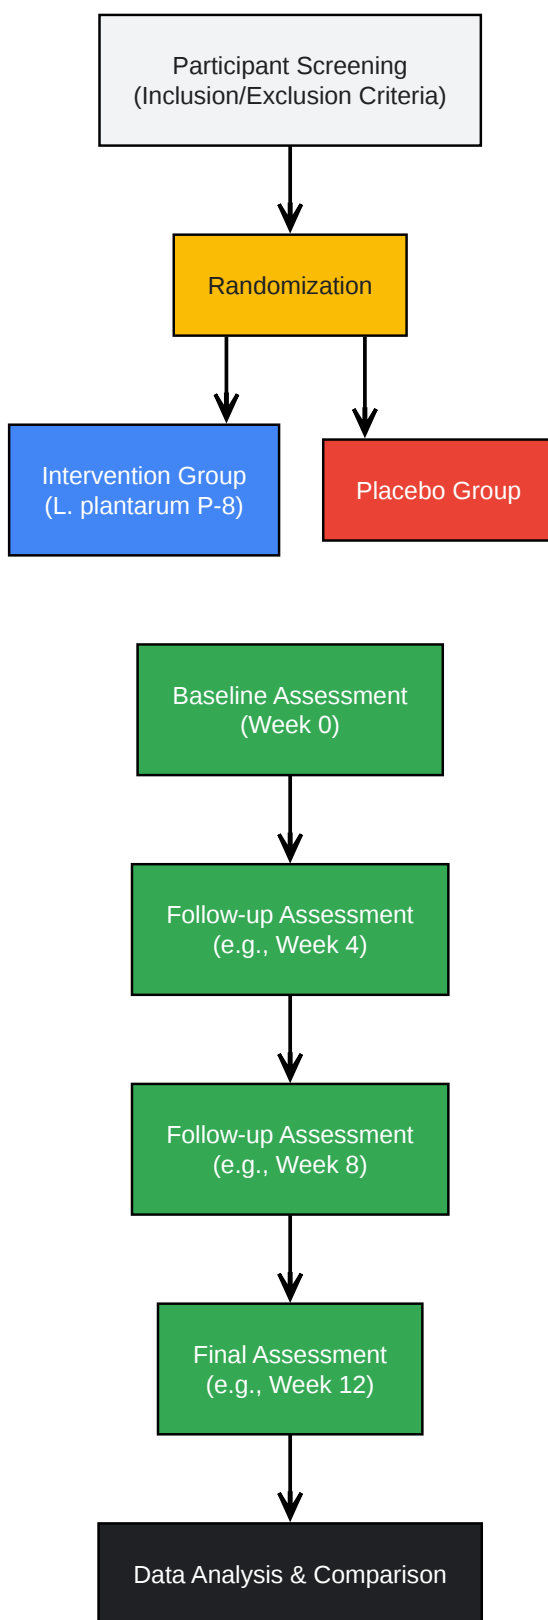 Participant Screening
(Inclusion/Exclusion Criteria)
Randomization
Intervention Group
(L. plantarum P-8)
Placebo Group
Baseline Assessment
(Week 0)
Follow-up Assessment
(e.g., Week 4)
Follow-up Assessment
(e.g., Week 8)
Final Assessment
(e.g., Week 12)
Data Analysis & Comparison